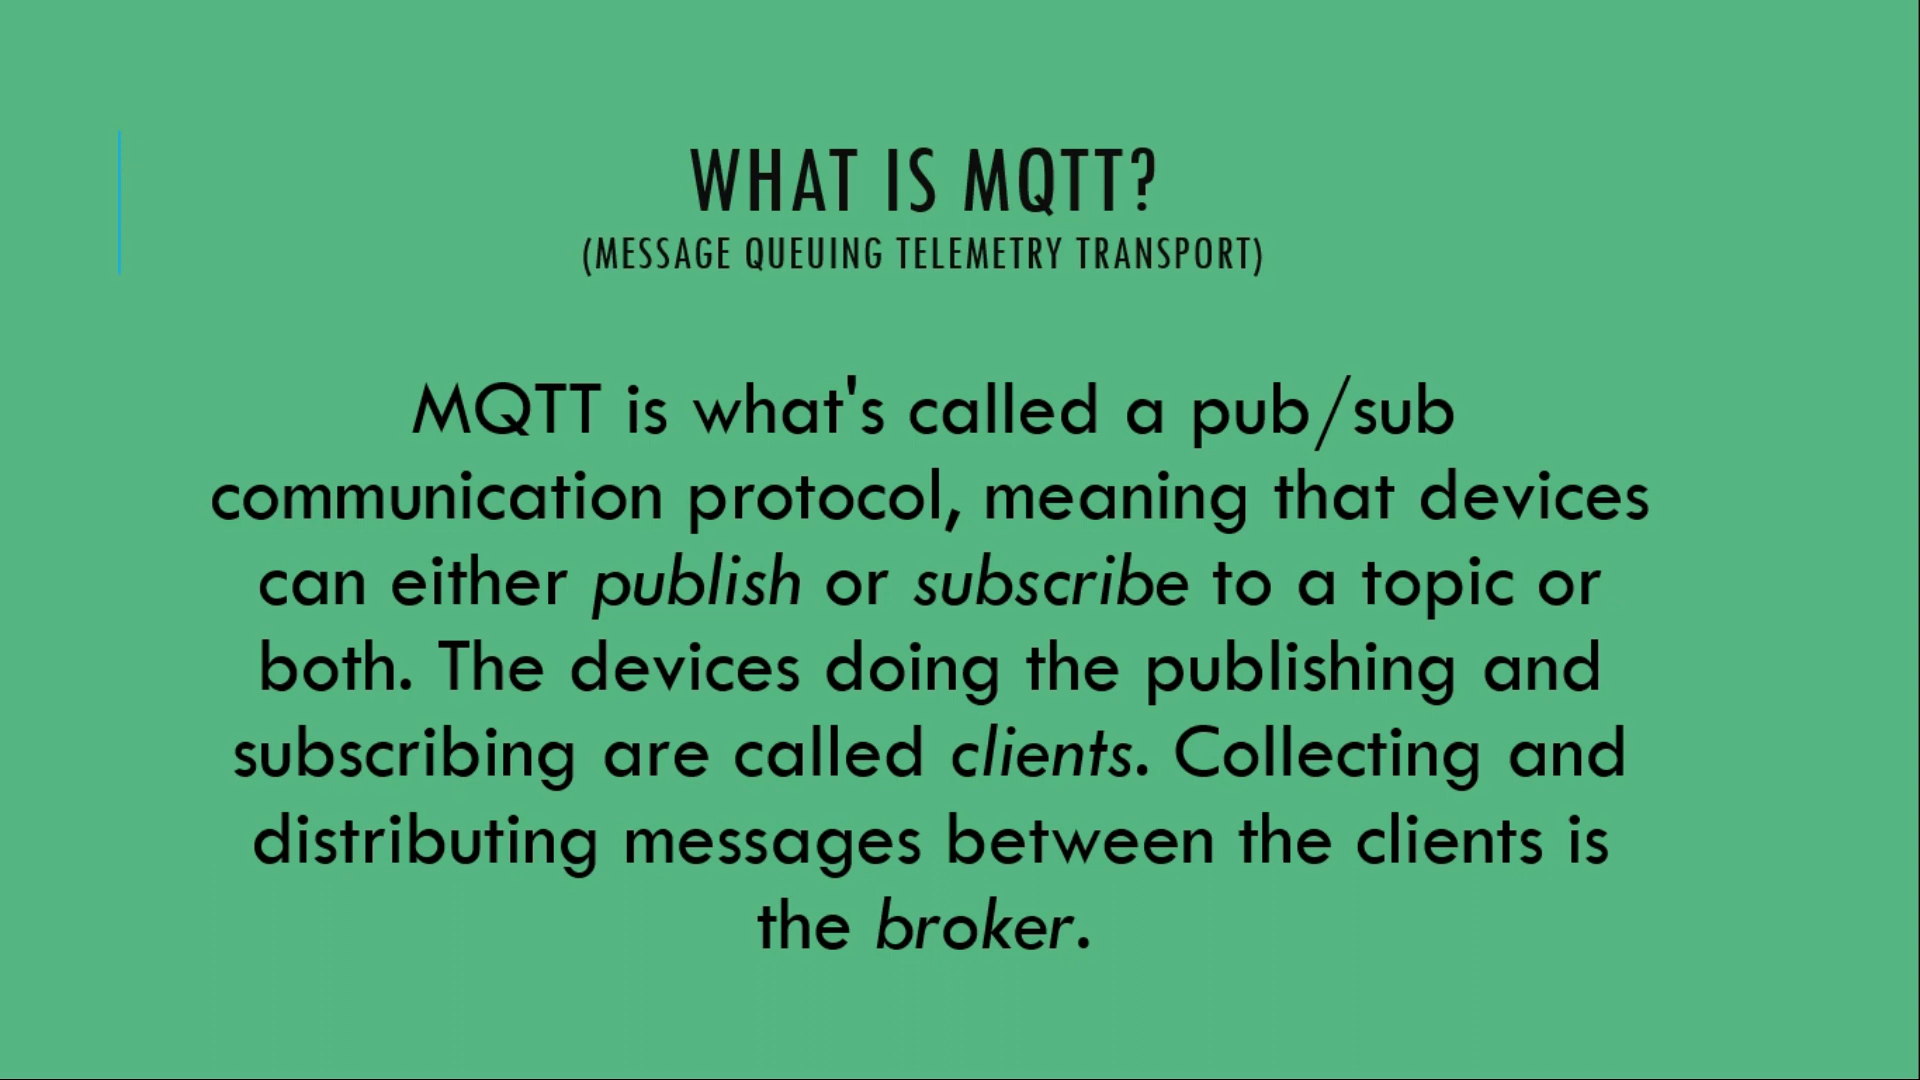 WHAT IS MQTT?
(MESSAGE QUEUING TELEMETRY TRANSPORT)
MQTT is what's called a pub/sub
communication protocol, meaning that devices
can either publish or subscribe to a topic or
both. The devices doing the publishing and
subscribing are called clients. Collecting and
distributing messages between the clients is
the broker.